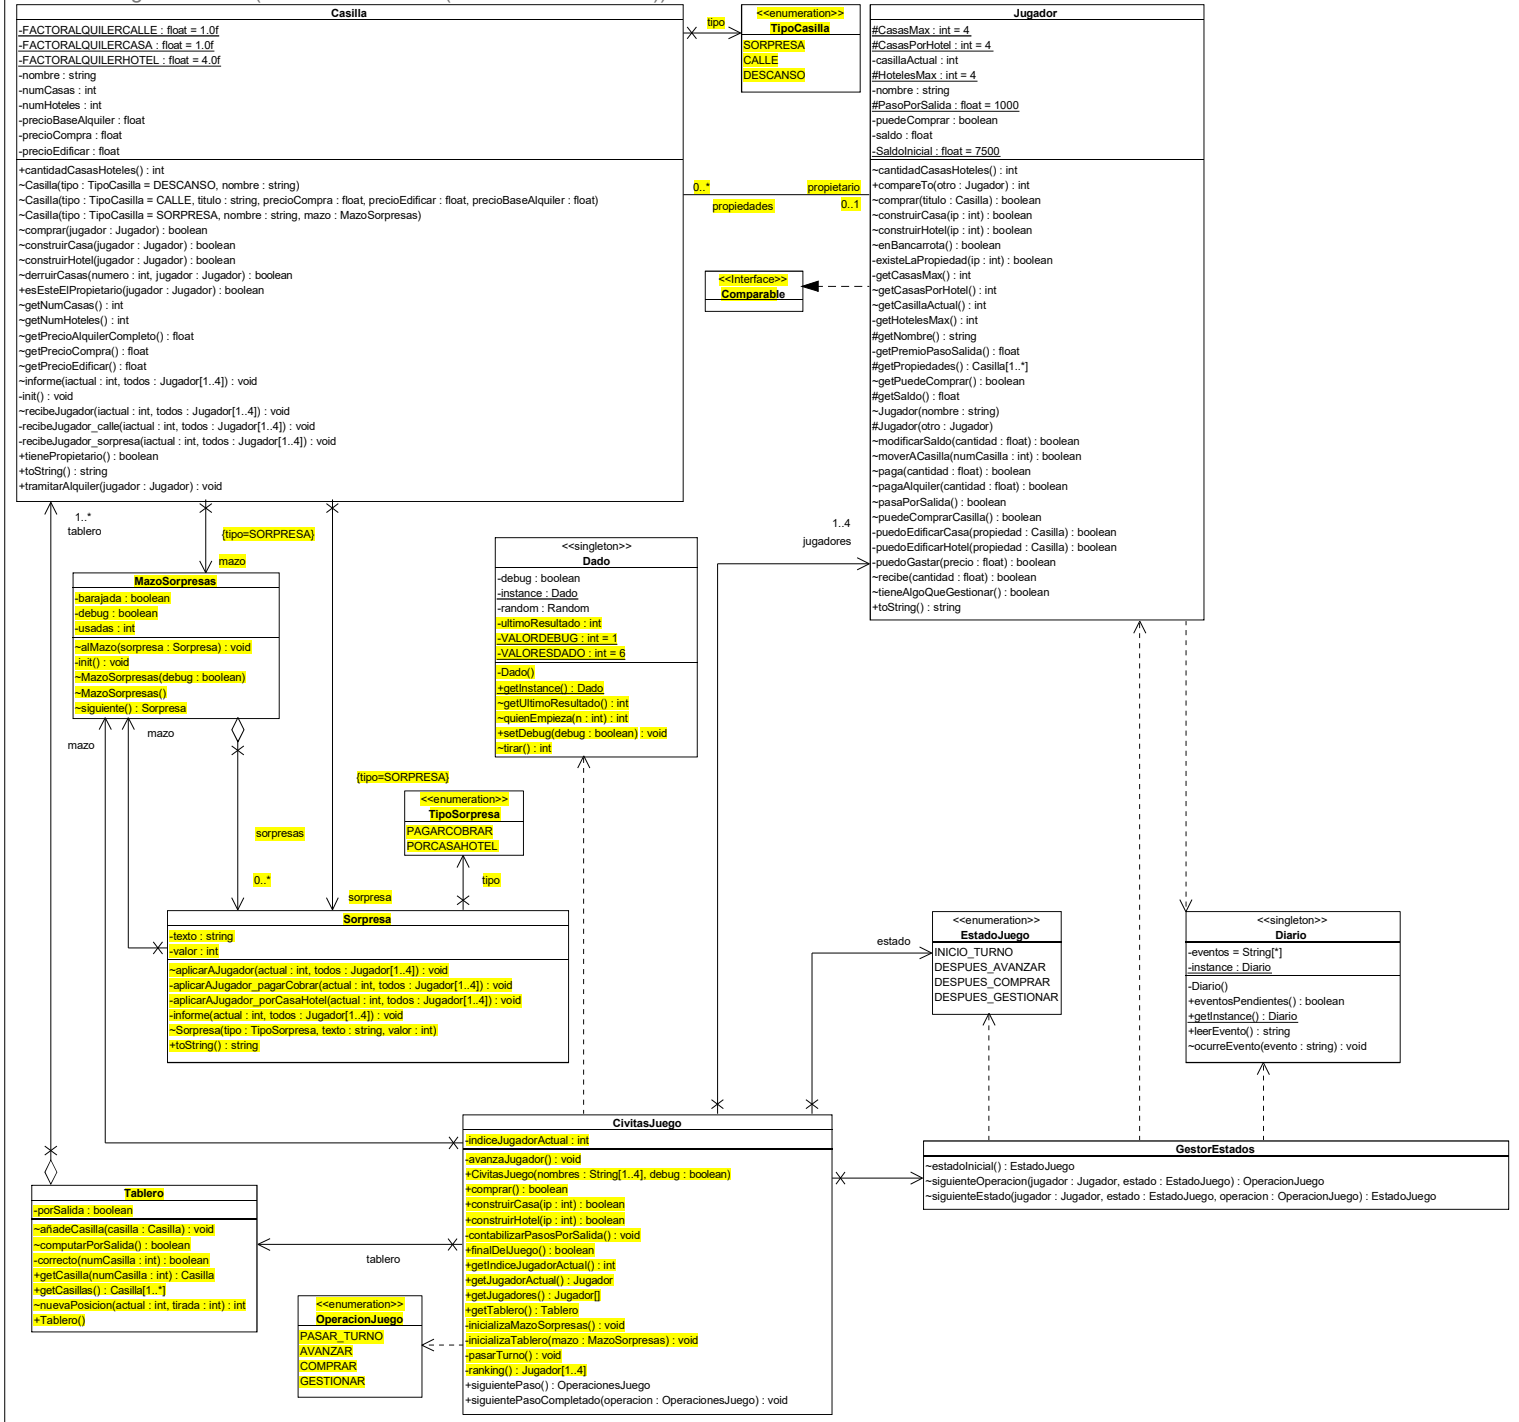 Casilla
-FACTORALQUILERCALLE : float = 1.0f
-FACTORALQUILERCASA : float = 1.0f
-FACTORALQUILERHOTEL : float = 4.0f
-nombre : string
-numCasas : int
-numHoteles : int
-precioBaseAlquiler : float
-precioCompra : float
-precioEdificar : float
+cantidadCasasHoteles() : int
~Casilla(tipo : TipoCasilla = DESCANSO, nombre : string)
~Casilla(tipo : TipoCasilla = CALLE, titulo : string, precioCompra : float, precioEdificar : float, precioBaseAlquiler : float)
~Casilla(tipo : TipoCasilla = SORPRESA, nombre : string, mazo : MazoSorpresas)
~comprar(jugador : Jugador) : boolean
~construirCasa(jugador : Jugador) : boolean
~construirHotel(jugador : Jugador) : boolean
~derruirCasas(numero : int, jugador : Jugador) : boolean
+esEsteElPropietario(jugador : Jugador) : boolean
~getNumCasas() : int
~getNumHoteles() : int
~getPrecioAlquilerCompleto() : float
~getPrecioCompra() : float
~getPrecioEdificar() : float
~informe(iactual : int, todos : Jugador[1..4]) : void
-init() : void
~recibeJugador(iactual : int, todos : Jugador[1..4]) : void
-recibeJugador_calle(iactual : int, todos : Jugador[1..4]) : void
-recibeJugador_sorpresa(iactual : int, todos : Jugador[1..4]) : void
+tienePropietario() : boolean
+toString() : string
+tramitarAlquiler(jugador : Jugador) : void
tipo
<<enumeration>>
TipoCasilla
SORPRESA
CALLE
DESCANSO
Jugador
#CasasMax : int = 4
#CasasPorHotel : int = 4
-casillaActual : int
#HotelesMax : int = 4
-nombre : string
#PasoPorSalida : float = 1000
-puedeComprar : boolean
-saldo : float
-SaldoInicial : float = 7500
~cantidadCasasHoteles() : int
+compareTo(otro : Jugador) : int
~comprar(titulo : Casilla) : boolean
~construirCasa(ip : int) : boolean
~construirHotel(ip : int) : boolean
~enBancarrota() : boolean
-existeLaPropiedad(ip : int) : boolean
-getCasasMax() : int
~getCasasPorHotel() : int
~getCasillaActual() : int
-getHotelesMax() : int
#getNombre() : string
-getPremioPasoSalida() : float
#getPropiedades() : Casilla[1..*]
~getPuedeComprar() : boolean
#getSaldo() : float
~Jugador(nombre : string)
#Jugador(otro : Jugador)
~modificarSaldo(cantidad : float) : boolean
~moverACasilla(numCasilla : int) : boolean
~paga(cantidad : float) : boolean
~pagaAlquiler(cantidad : float) : boolean
~pasaPorSalida() : boolean
~puedeComprarCasilla() : boolean
-puedoEdificarCasa(propiedad : Casilla) : boolean
-puedoEdificarHotel(propiedad : Casilla) : boolean
-puedoGastar(precio : float) : boolean
~recibe(cantidad : float) : boolean
~tieneAlgoQueGestionar() : boolean
+toString() : string
0..*
propietario
propiedades
0..1
<<Interface>>
Comparable
1..*
tablero
{tipo=SORPRESA}
mazo
1..4
jugadores
MazoSorpresas
-barajada : boolean
-debug : boolean
-usadas : int
~alMazo(sorpresa : Sorpresa) : void
-init() : void
~MazoSorpresas(debug : boolean)
~MazoSorpresas()
~siguiente() : Sorpresa
<<singleton>>
Dado
-debug : boolean
-instance : Dado
-random : Random
-ultimoResultado : int
-VALORDEBUG : int = 1
-VALORESDADO : int = 6
-Dado()
+getInstance() : Dado
~getUltimoResultado() : int
~quienEmpieza(n : int) : int
+setDebug(debug : boolean) : void
~tirar() : int
mazo
mazo
{tipo=SORPRESA}
<<enumeration>>
TipoSorpresa
PAGARCOBRAR
PORCASAHOTEL
sorpresas
0..*
tipo
sorpresa
Sorpresa
-texto : string
-valor : int
~aplicarAJugador(actual : int, todos : Jugador[1..4]) : void
-aplicarAJugador_pagarCobrar(actual : int, todos : Jugador[1..4]) : void
-aplicarAJugador_porCasaHotel(actual : int, todos : Jugador[1..4]) : void
-informe(actual : int, todos : Jugador[1..4]) : void
~Sorpresa(tipo : TipoSorpresa, texto : string, valor : int)
+toString() : string
estado
<<enumeration>>
EstadoJuego
INICIO_TURNO
DESPUES_AVANZAR
DESPUES_COMPRAR
DESPUES_GESTIONAR
<<singleton>>
Diario
-eventos = String[*]
-instance : Diario
-Diario()
+eventosPendientes() : boolean
+getInstance() : Diario
+leerEvento() : string
~ocurreEvento(evento : string) : void
CivitasJuego
-indiceJugadorActual : int
-avanzaJugador() : void
+CivitasJuego(nombres : String[1..4], debug : boolean)
+comprar() : boolean
+construirCasa(ip : int) : boolean
+construirHotel(ip : int) : boolean
-contabilizarPasosPorSalida() : void
+finalDelJuego() : boolean
+getIndiceJugadorActual() : int
+getJugadorActual() : Jugador
+getJugadores() : Jugador[]
+getTablero() : Tablero
-inicializaMazoSorpresas() : void
-inicializaTablero(mazo : MazoSorpresas) : void
-pasarTurno() : void
-ranking() : Jugador[1..4]
+siguientePaso() : OperacionesJuego
+siguientePasoCompletado(operacion : OperacionesJuego) : void
GestorEstados
~estadoInicial() : EstadoJuego
~siguienteOperacion(jugador : Jugador, estado : EstadoJuego) : OperacionJuego
~siguienteEstado(jugador : Jugador, estado : EstadoJuego, operacion : OperacionJuego) : EstadoJuego
Tablero
-porSalida : boolean
~añadeCasilla(casilla : Casilla) : void
~computarPorSalida() : boolean
-correcto(numCasilla : int) : boolean
+getCasilla(numCasilla : int) : Casilla
+getCasillas() : Casilla[1..*]
~nuevaPosicion(actual : int, tirada : int) : int
+Tablero()
tablero
<<enumeration>>
OperacionJuego
PASAR_TURNO
AVANZAR
COMPRAR
GESTIONAR